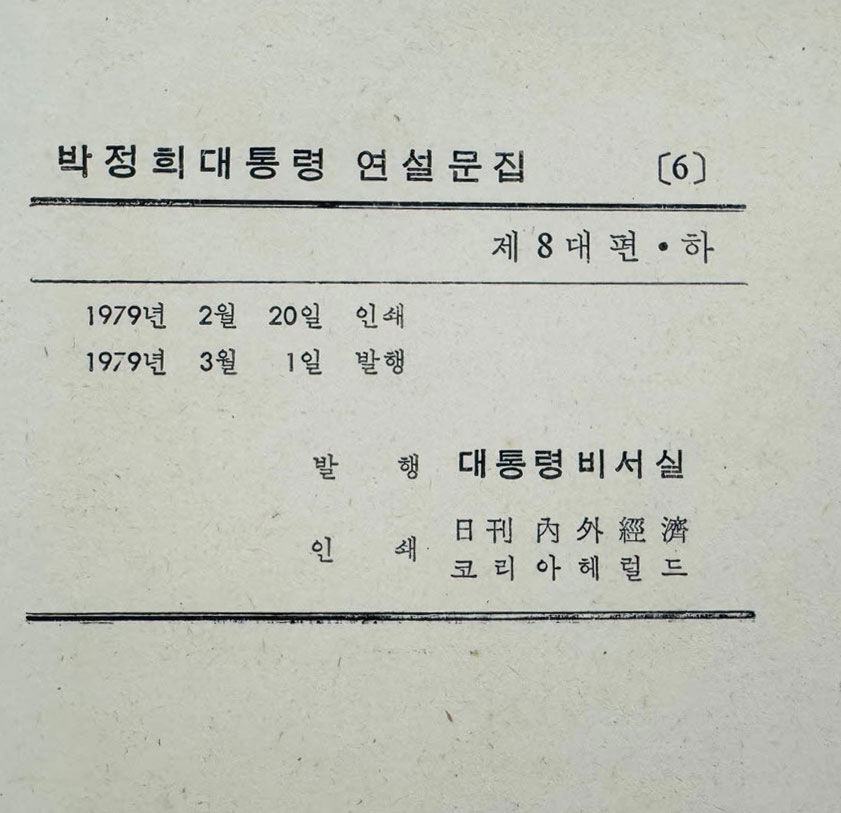 박정희대통령 연설문집 〔6〕
제 8 대 편 • 하
1979년 2월 20일 인쇄
1979년 3월 1일 발행
발 행 대통령비서실
인 쇄 日刊 內外經濟
코리아헤럴드